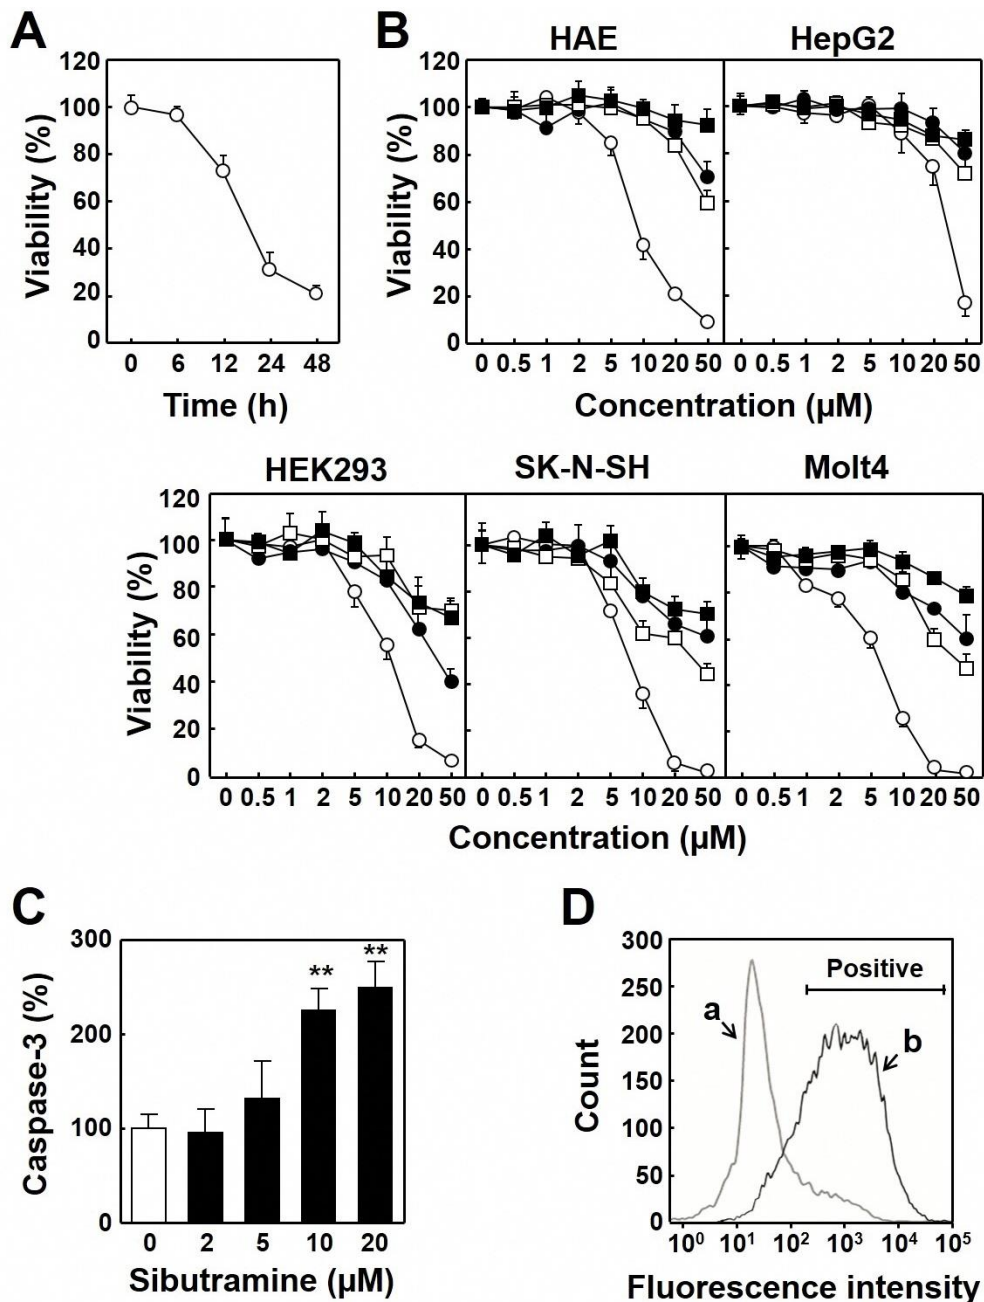 A
120
100
80
60
40
20
0
Viability (%)
0 6 12 24 48
Time (h)
B
HAE HepG2
120
100
80
60
40
20
0
Viability (%)
0 0.5 1 2 5 10 20 50 0 0.5 1 2 5 10 20 50
Concentration (µM)
HEK293 SK-N-SH Molt4
120
100
80
60
40
20
0
Viability (%)
0 0.5 1 2 5 10 20 50 0 0.5 1 2 5 10 20 50 0 0.5 1 2 5 10 20 50
Concentration (µM)
C
300
200
100
0
Caspase-3 (%)
** **
0 2 5 10 20
Sibutramine (µM)
D
300
250
200
150
100
50
0
Count
Positive
a
b
10⁰ 10¹ 10² 10³ 10⁴ 10⁵
Fluorescence intensity